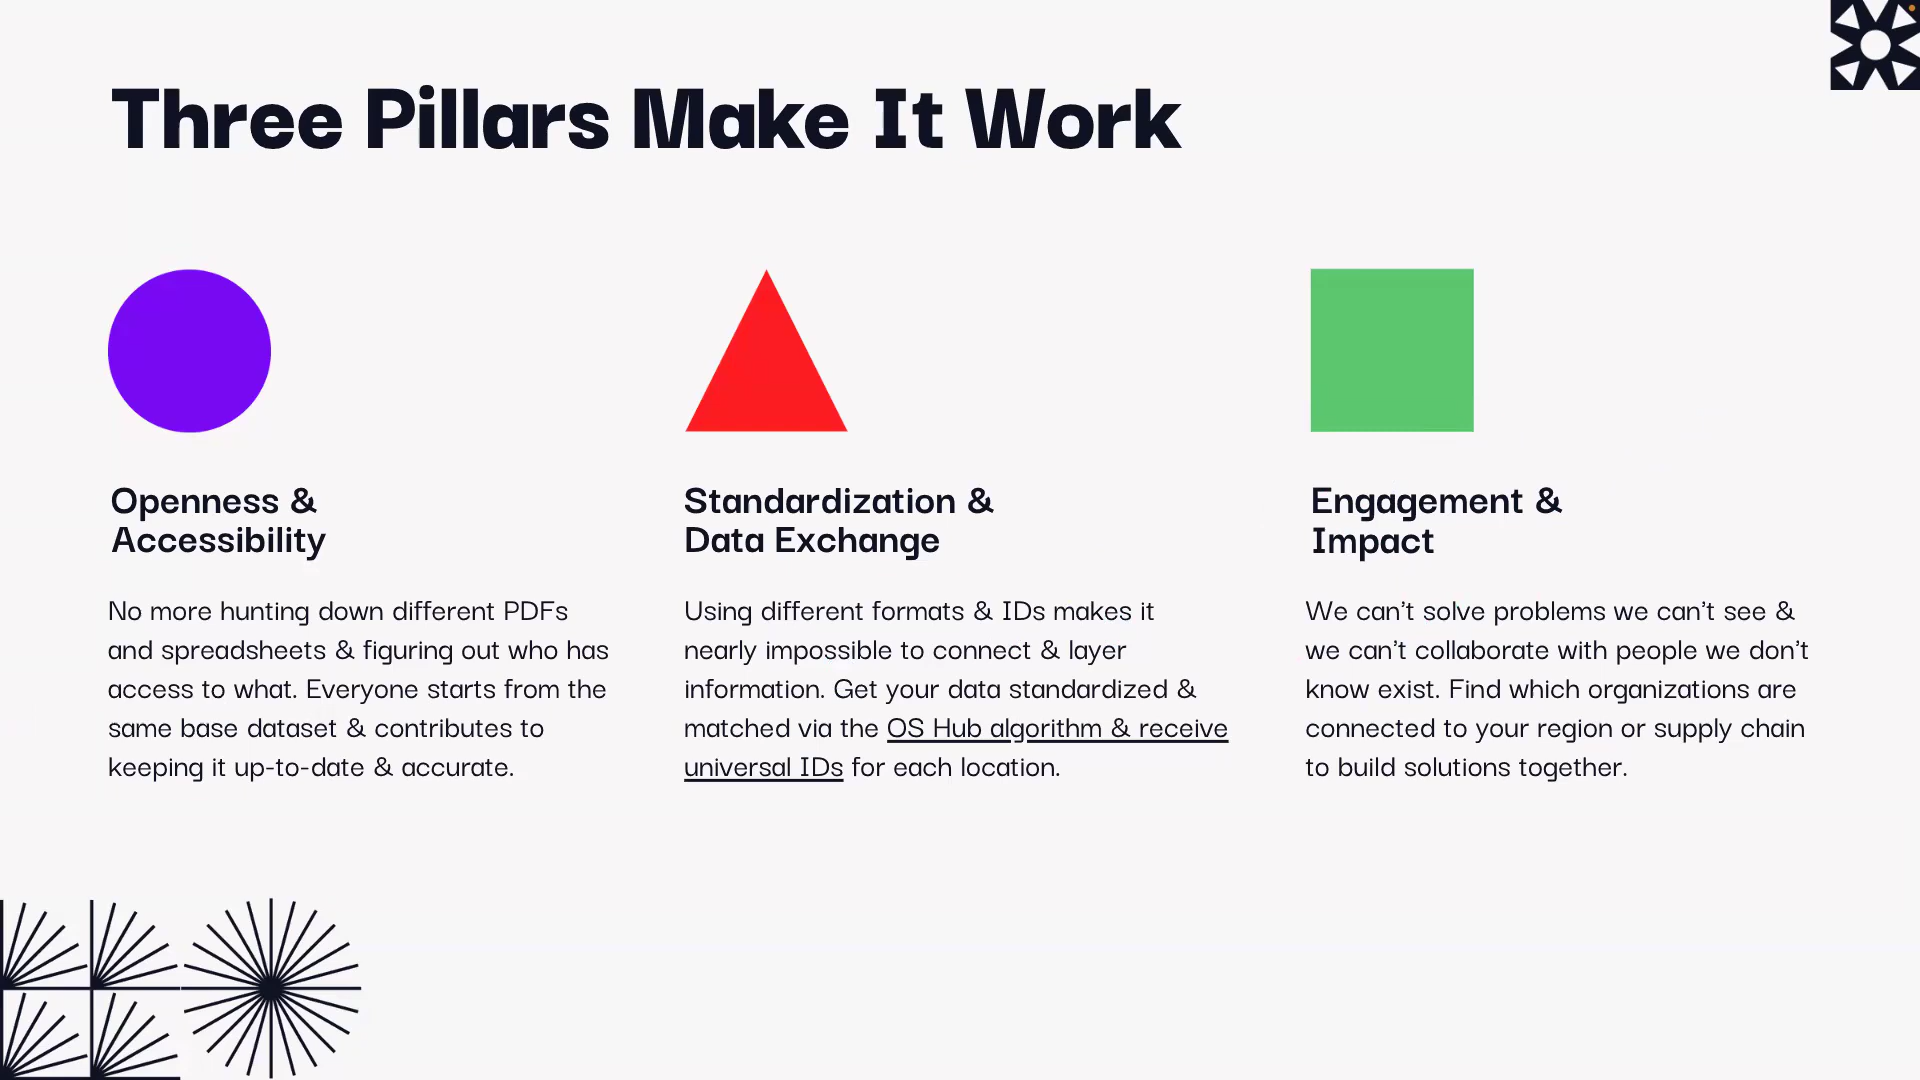 Three Pillars Make It Work
Openness &
Accessibility
No more hunting down different PDFs
and spreadsheets & figuring out who has
access to what. Everyone starts from the
same base dataset & contributes to
keeping it up-to-date & accurate.
Standardization &
Data Exchange
Using different formats & IDs makes it
nearly impossible to connect & layer
information. Get your data standardized &
matched via the OS Hub algorithm & receive
universal IDs for each location.
Engagement &
Impact
We can’t solve problems we can’t see &
we can’t collaborate with people we don’t
know exist. Find which organizations are
connected to your region or supply chain
to build solutions together.